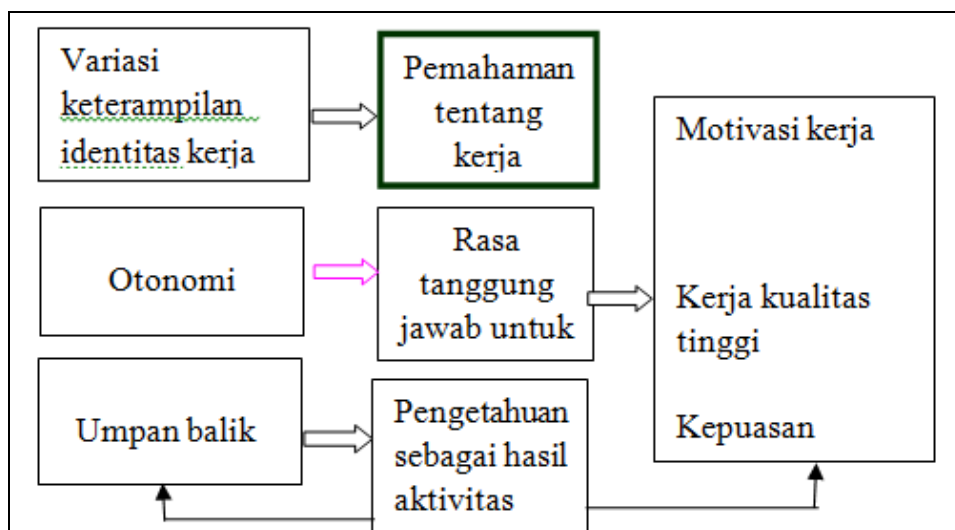 Variasi
keterampilan
identitas kerja
Pemahaman
tentang
kerja
Otonomi
Rasa
tanggung
jawab untuk
Umpan balik
Pengetahuan
sebagai hasil
aktivitas
Motivasi kerja
Kerja kualitas
tinggi
Kepuasan